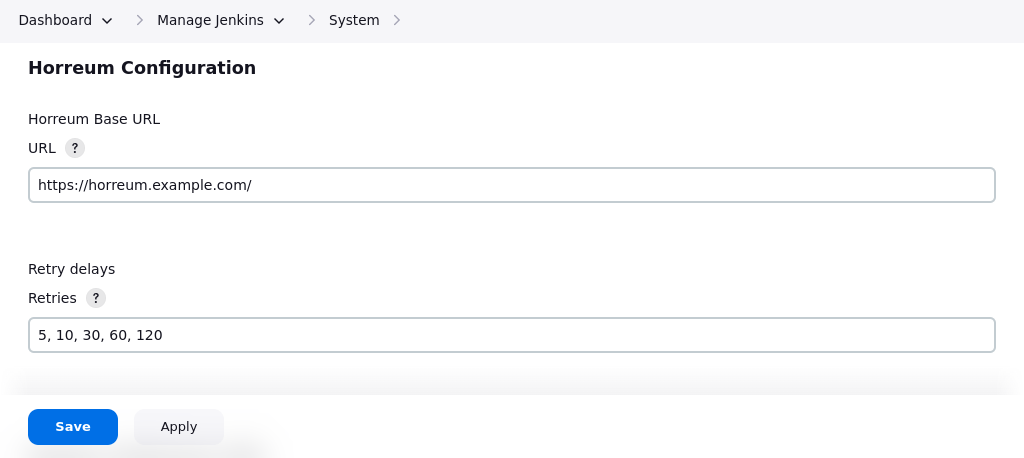 Dashboard Manage Jenkins System
Horreum Configuration
Horreum Base URL
URL ?
https://horreum.example.com/
Retry delays
Retries ?
5, 10, 30, 60, 120
Save Apply